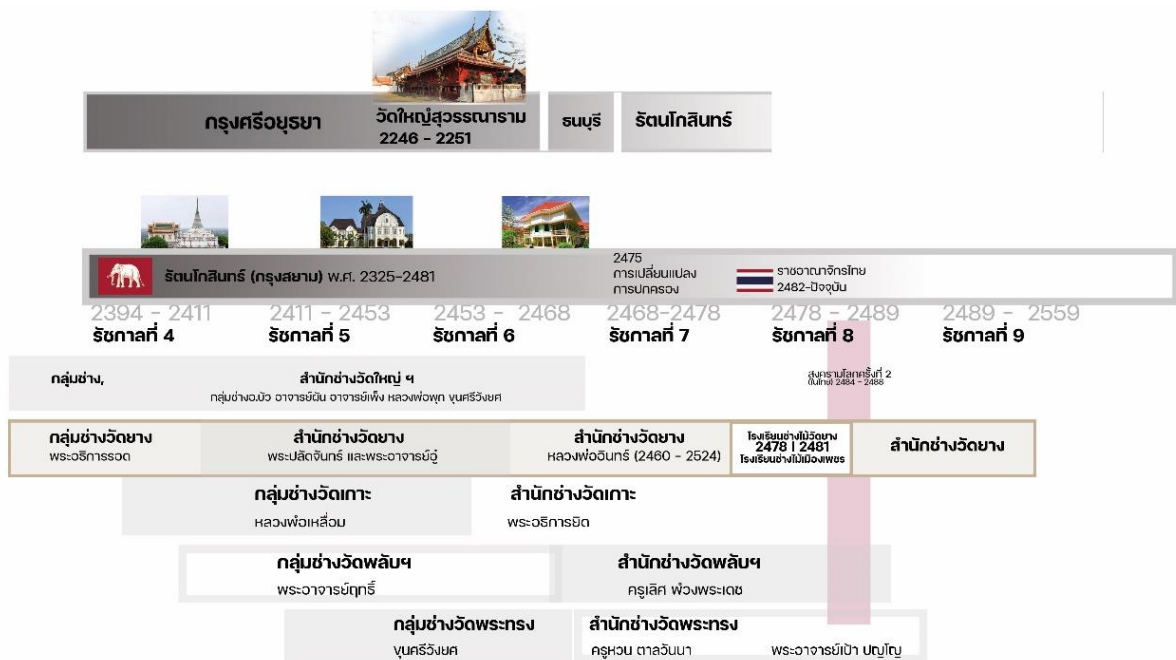 กรุงศรีอยุธยา
วัดใหญ่สุวรรณาราม
2246 - 2251
ธนบุรี
รัตนโกสินทร์
รัตนโกสินทร์ (กรุงสยาม) พ.ศ. 2325-2481
2475
การเปลี่ยนแปลง
การปกครอง
ราชอาณาจักรไทย
2482-ปัจจุบัน
2394 - 2411
รัชกาลที่ 4
2411 - 2453
รัชกาลที่ 5
2453 - 2468
รัชกาลที่ 6
2468-2478
รัชกาลที่ 7
2478 - 2489
รัชกาลที่ 8
2489 - 2559
รัชกาลที่ 9
กลุ่มช่าง,
สำนักช่างวัดใหญ่ ฯ
กลุ่มช่างอ.บัว อาจารย์ฉัน อาจารย์เพ็ง หลวงพ่อพุก ขุนศรีวังยศ
สงครามโลกครั้งที่ 2
(ในไทย) 2484 - 2488
กลุ่มช่างวัดยาง
พระอธิการรอด
สำนักช่างวัดยาง
พระปลัดจันทร์ และพระอาจารย์อู๋
สำนักช่างวัดยาง
หลวงพ่ออินทร์ (2460 - 2524)
โรงเรียนช่างไม้วัดยาง
2478 | 2481
โรงเรียนช่างไม้เมืองเพชร
สำนักช่างวัดยาง
กลุ่มช่างวัดเกาะ
หลวงพ่อเหลื่อม
สำนักช่างวัดเกาะ
พระอธิการยิด
กลุ่มช่างวัดพลับฯ
พระอาจารย์ฤทธิ์
สำนักช่างวัดพลับฯ
ครูเลิศ พ่วงพระเดช
กลุ่มช่างวัดพระทรง
ขุนศรีวังยศ
สำนักช่างวัดพระทรง
ครูหวน ตาลวันนา
พระอาจารย์เป้า ปญฺโญ